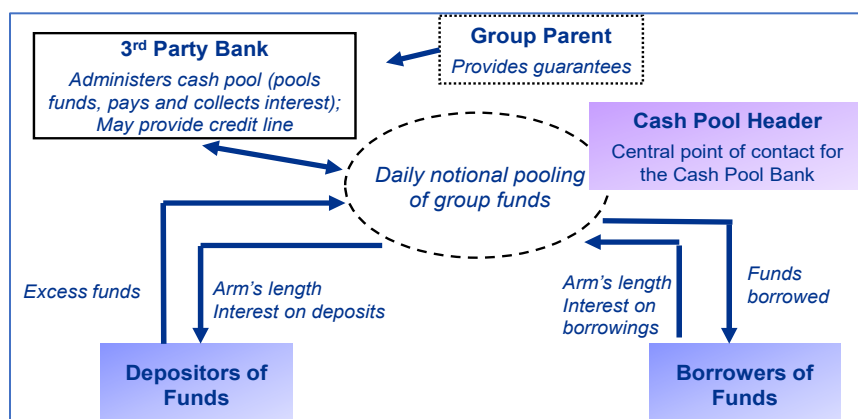 3rd Party Bank
Administers cash pool (pools
funds, pays and collects interest);
May provide credit line
Group Parent
Provides guarantees
Cash Pool Header
Central point of contact for
the Cash Pool Bank
Daily notional pooling
of group funds
Excess funds
Arm's length
Interest on deposits
Arm's length
Interest on
borrowings
Funds
borrowed
Depositors of
Funds
Borrowers of
Funds